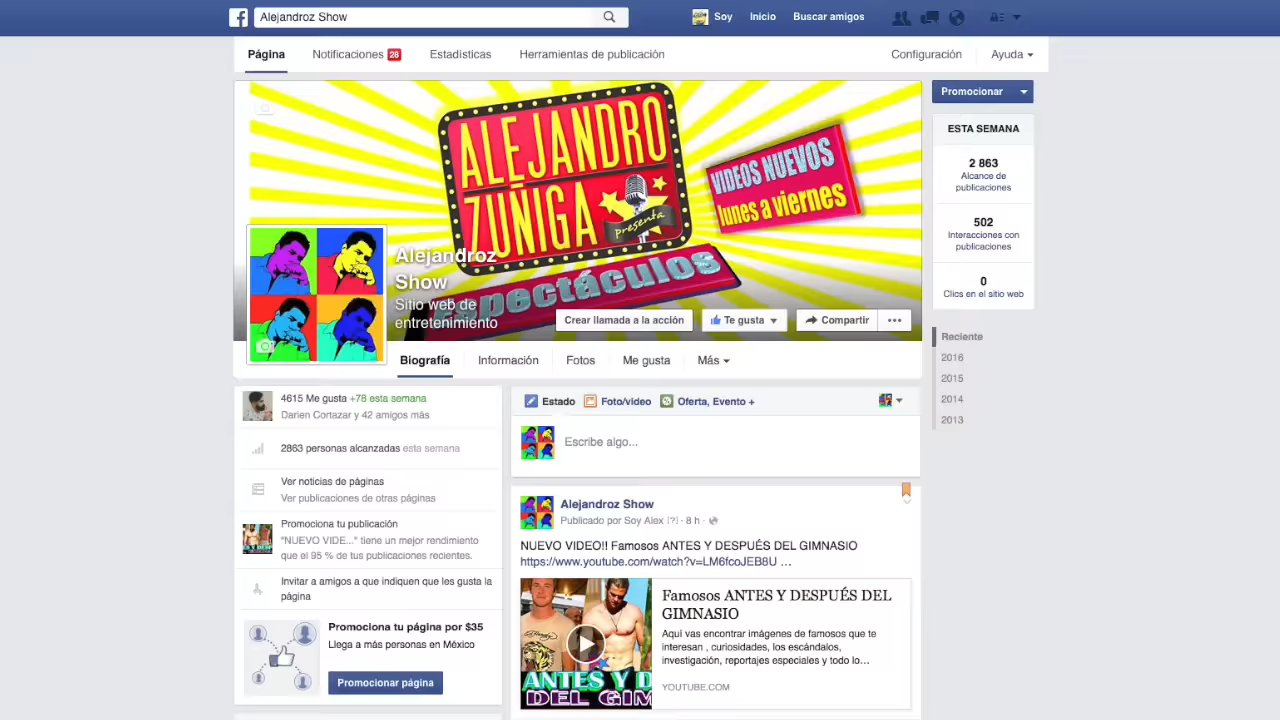 Alejandroz Show
Soy
Inicio
Buscar amigos
Página
Notificaciones 28
Estadísticas
Herramientas de publicación
Configuración
Ayuda
ALEJANDRO
ZUÑIGA
presenta
Espectáculos
VIDEOS NUEVOS
lunes a viernes
Alejandroz
Show
Sitio web de
entretenimiento
Crear llamada a la acción
Te gusta
Compartir
Promocionar
ESTA SEMANA
2 863
Alcance de
publicaciones
502
Interacciones con
publicaciones
0
Clics en el sitio web
Reciente
2016
2015
2014
2013
Biografía
Información
Fotos
Me gusta
Más
4615 Me gusta +78 esta semana
Darien Cortazar y 42 amigos más
2863 personas alcanzadas esta semana
Ver noticias de páginas
Ver publicaciones de otras páginas
Promociona tu publicación
"NUEVO VIDE..." tiene un mejor rendimiento
que el 95 % de tus publicaciones recientes.
Invitar a amigos a que indiquen que les gusta la
página
Promociona tu página por $35
Llega a más personas en México
Promocionar página
Estado
Foto/video
Oferta, Evento +
Escribe algo...
Alejandroz Show
Publicado por Soy Alex [?] · 8 h ·
NUEVO VIDEO!! Famosos ANTES Y DESPUÉS DEL GIMNASIO
https://www.youtube.com/watch?v=LM6fcoJEB8U ...
ANTES Y D
DEL GIM
Famosos ANTES Y DESPUÉS DEL
GIMNASIO
Aquí vas encontrar imágenes de famosos que te
interesan , curiosidades, los escándalos,
investigación, reportajes especiales y todo lo...
YOUTUBE.COM